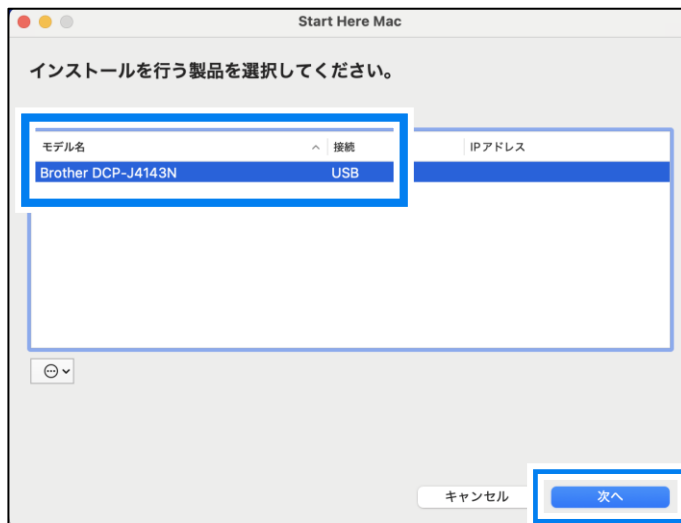 Start Here Mac
インストールを行う製品を選択してください。
モデル名 接続 IPアドレス
Brother DCP-J4143N USB
キャンセル 次へ